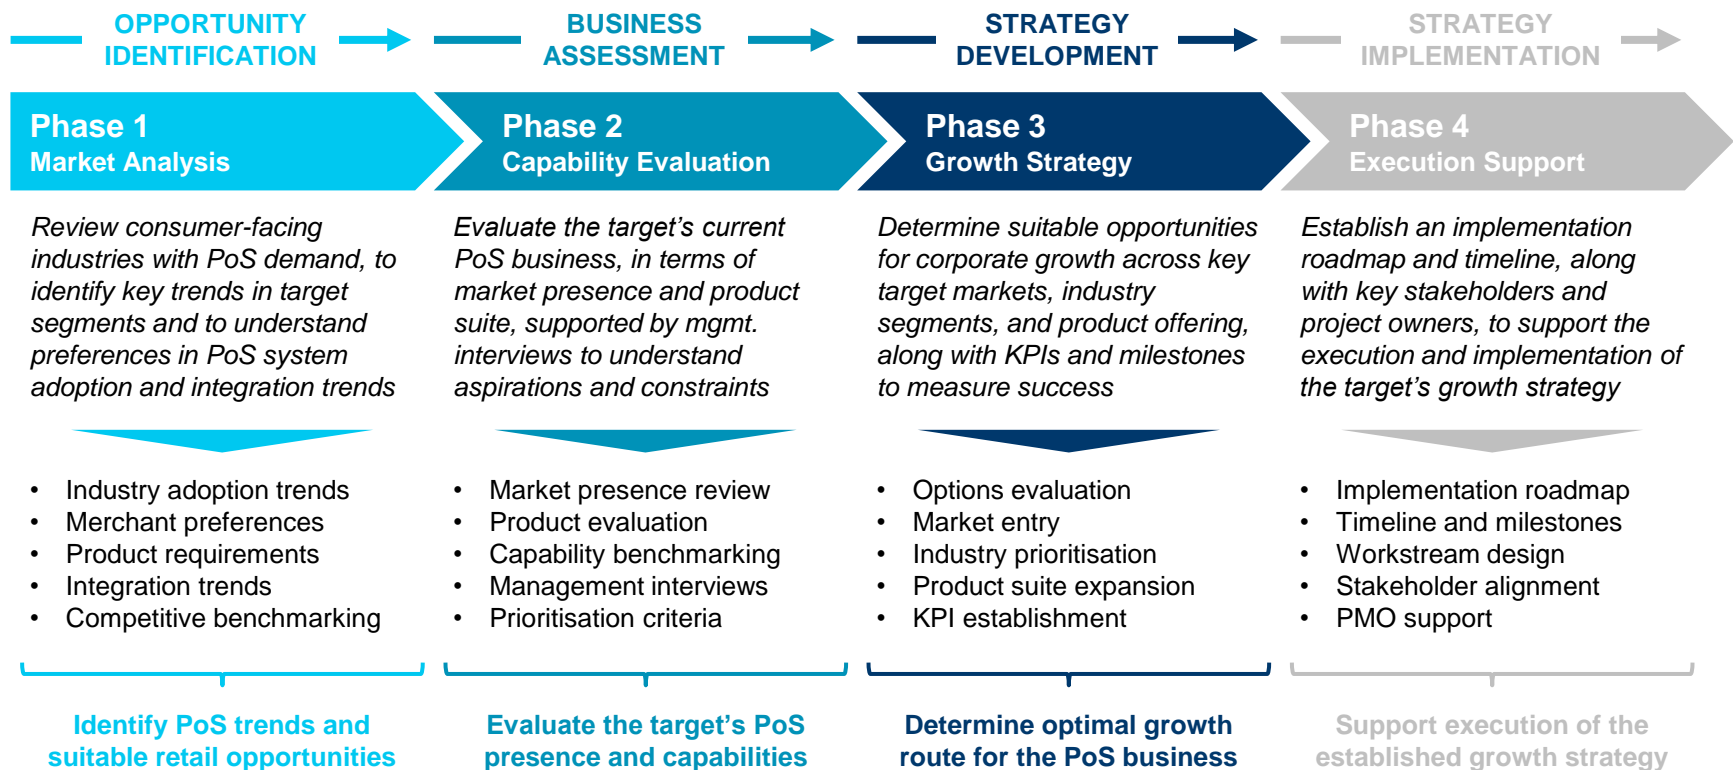 OPPORTUNITY
IDENTIFICATION
BUSINESS
ASSESSMENT
STRATEGY
DEVELOPMENT
STRATEGY
IMPLEMENTATION
Phase 1
Market Analysis
Phase 2
Capability Evaluation
Phase 3
Growth Strategy
Phase 4
Execution Support
Review consumer-facing
industries with PoS demand, to
identify key trends in target
segments and to understand
preferences in PoS system
adoption and integration trends
Evaluate the target’s current
PoS business, in terms of
market presence and product
suite, supported by mgmt.
interviews to understand
aspirations and constraints
Determine suitable opportunities
for corporate growth across key
target markets, industry
segments, and product offering,
along with KPIs and milestones
to measure success
Establish an implementation
roadmap and timeline, along
with key stakeholders and
project owners, to support the
execution and implementation of
the target’s growth strategy
• Industry adoption trends
• Merchant preferences
• Product requirements
• Integration trends
• Competitive benchmarking
• Market presence review
• Product evaluation
• Capability benchmarking
• Management interviews
• Prioritisation criteria
• Options evaluation
• Market entry
• Industry prioritisation
• Product suite expansion
• KPI establishment
• Implementation roadmap
• Timeline and milestones
• Workstream design
• Stakeholder alignment
• PMO support
Identify PoS trends and
suitable retail opportunities
Evaluate the target’s PoS
presence and capabilities
Determine optimal growth
route for the PoS business
Support execution of the
established growth strategy